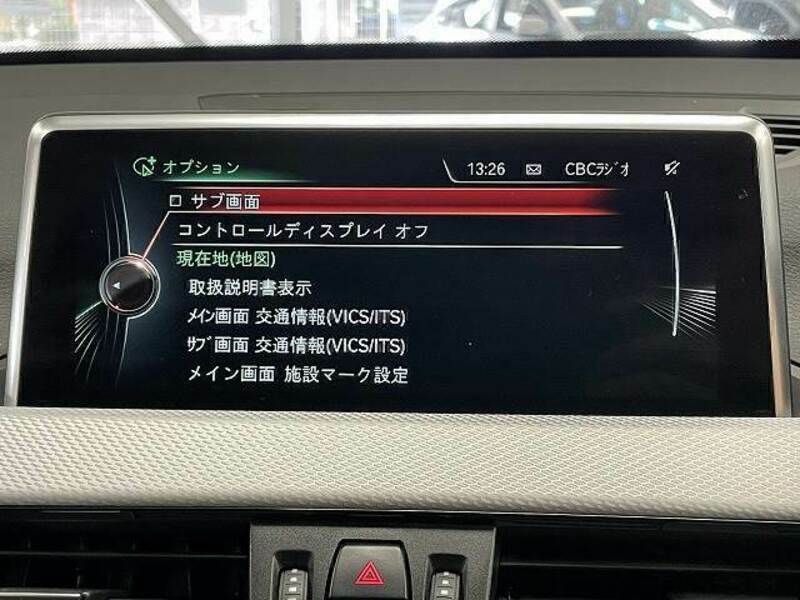 オプション 13:26 CBCラジオ
サブ画面
コントロールディスプレイ オフ
現在地(地図)
取扱説明書表示
メイン画面 交通情報(VICS/ITS)
サブ画面 交通情報(VICS/ITS)
メイン画面 施設マーク設定